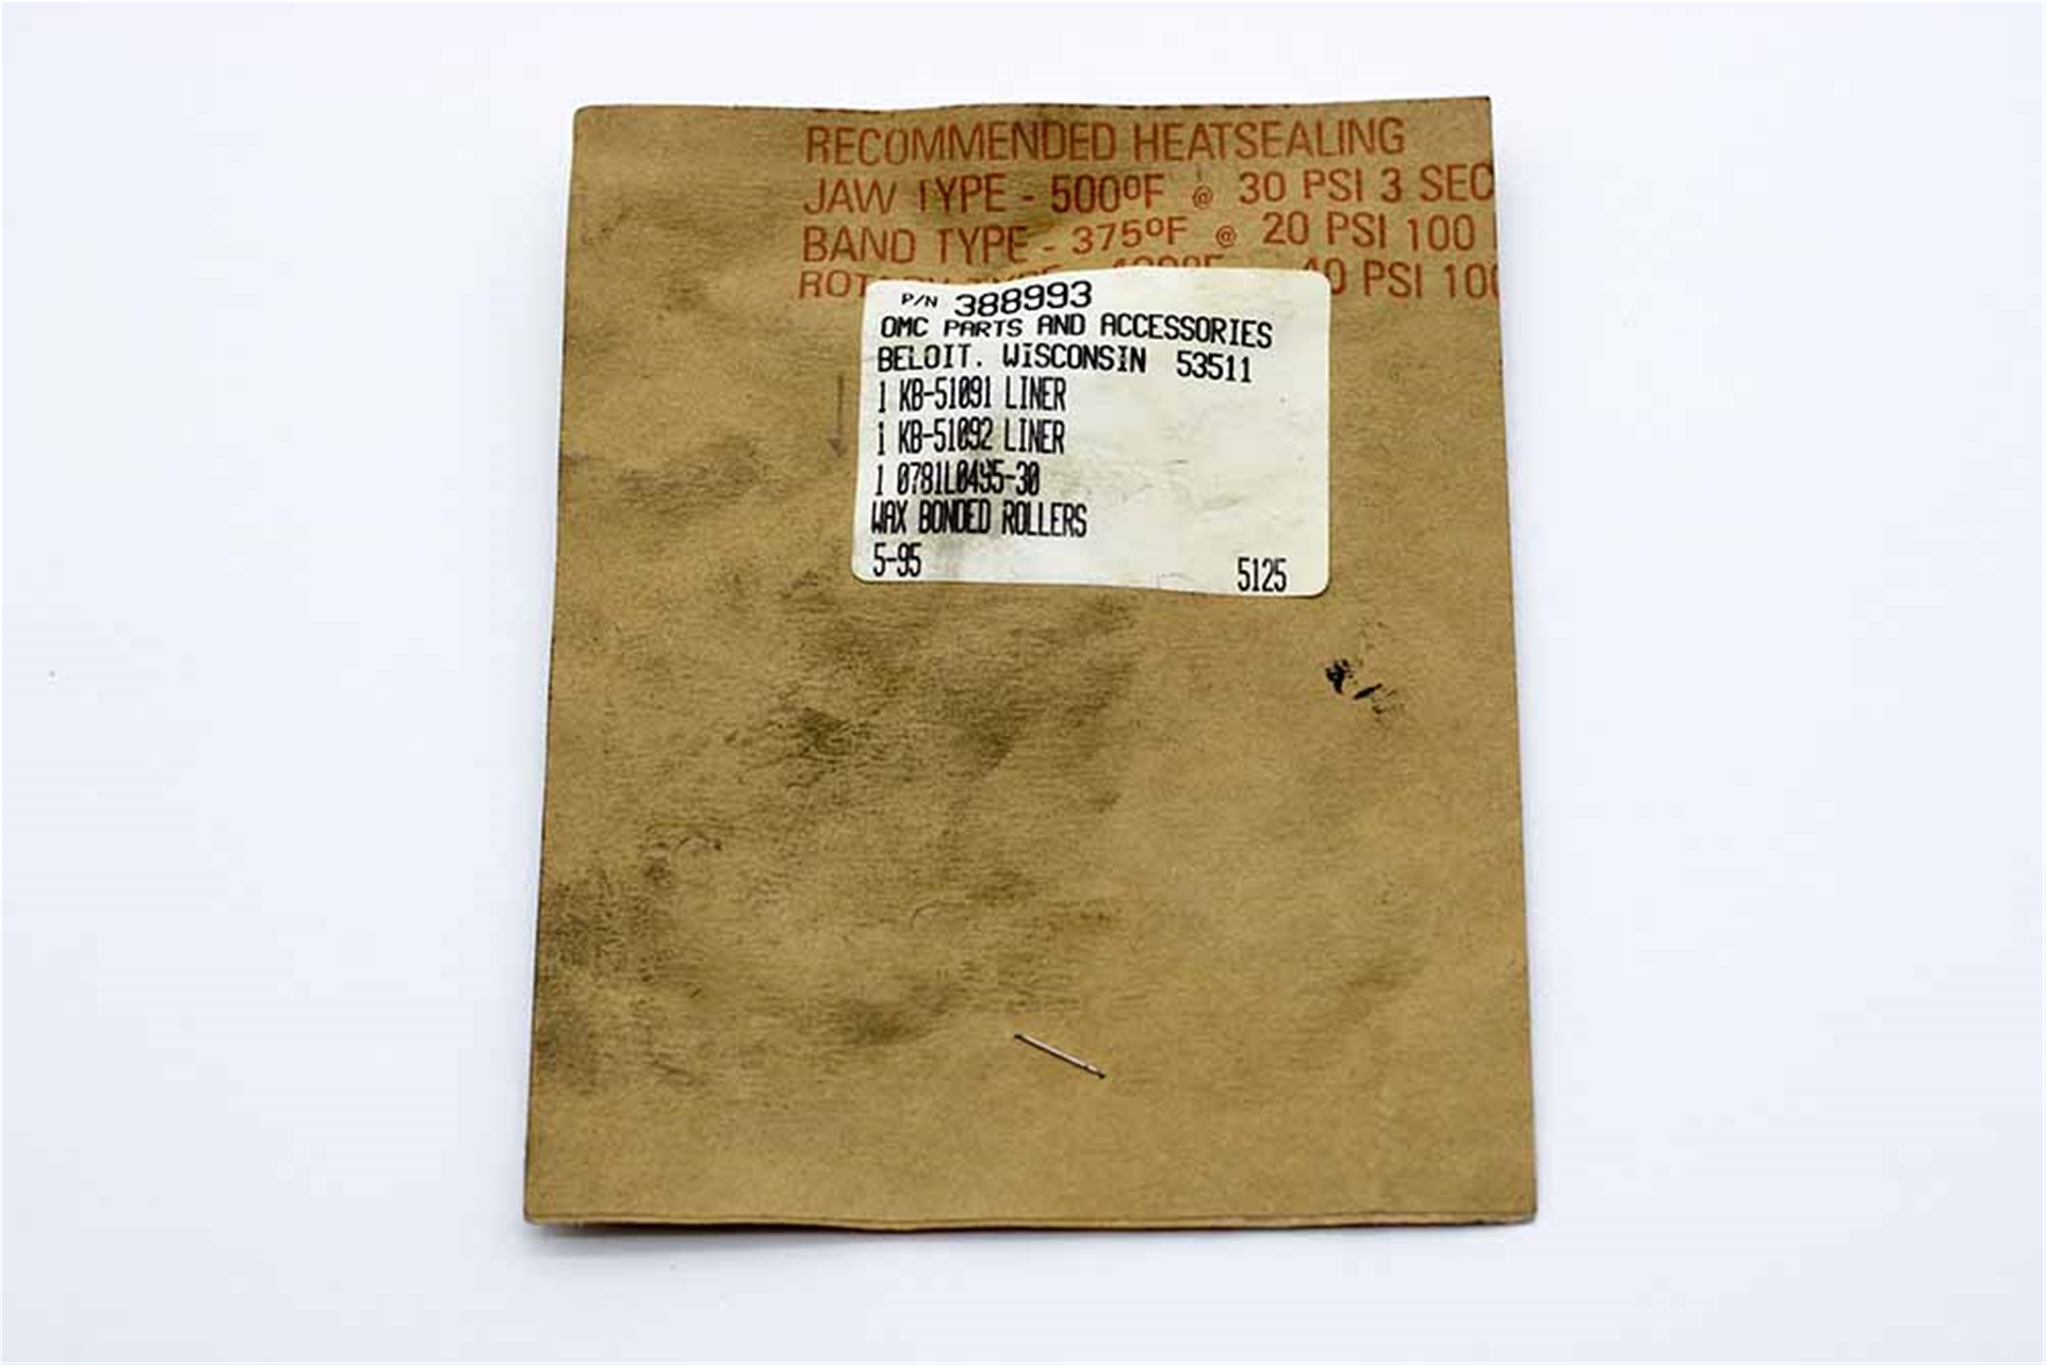 RECOMMENDED HEATSEALING
JAW TYPE - 500ºF @ 30 PSI 3 SEC
BAND TYPE - 375ºF @ 20 PSI 100
40 PSI 100
P/N 388993
OMC PARTS AND ACCESSORIES
BELOIT. WISCONSIN 53511
1 KB-51091 LINER
1 KB-51092 LINER
1 0781L0495-30
WAX BONDED ROLLERS
5-95 5125